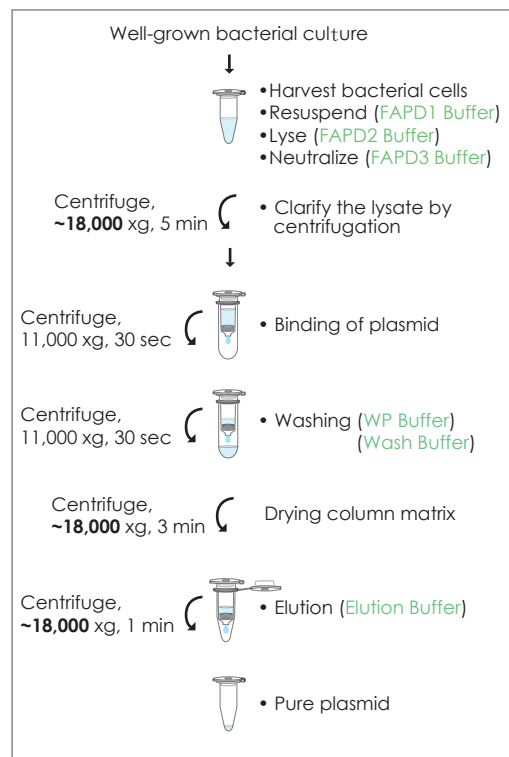 Well-grown bacterial culture
•Harvest bacterial cells
•Resuspend (FAPD1 Buffer)
•Lyse (FAPD2 Buffer)
•Neutralize (FAPD3 Buffer)
Centrifuge,
~18,000 xg, 5 min
• Clarify the lysate by
centrifugation
Centrifuge,
11,000 xg, 30 sec
• Binding of plasmid
Centrifuge,
11,000 xg, 30 sec
• Washing (WP Buffer)
(Wash Buffer)
Centrifuge,
~18,000 xg, 3 min
Drying column matrix
Centrifuge,
~18,000 xg, 1 min
• Elution (Elution Buffer)
• Pure plasmid